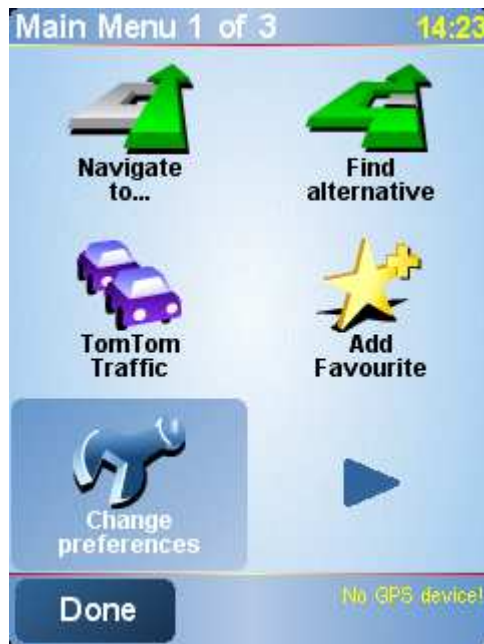 Main Menu 1 of 3 14:23
Navigate
to...
Find
alternative
TomTom
Traffic
Add
Favourite
Change
preferences
Done
No GPS device!